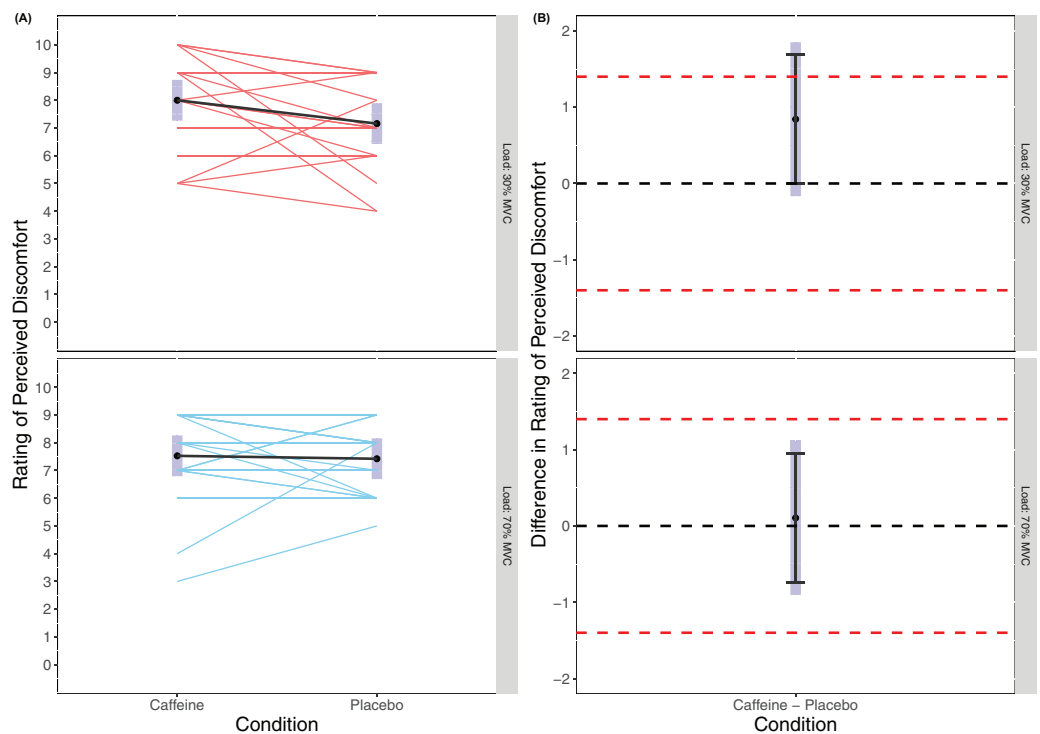 (A)
Rating of Perceived Discomfort
10
9
8
7
6
5
4
3
2
1
0
Load: 30% MVC
10
9
8
7
6
5
4
3
2
1
0
Load: 70% MVC
Caffeine
Placebo
Condition
(B)
Difference in Rating of Perceived Discomfort
2
1
0
−1
−2
Load: 30% MVC
2
1
0
−1
−2
Load: 70% MVC
Caffeine − Placebo
Condition